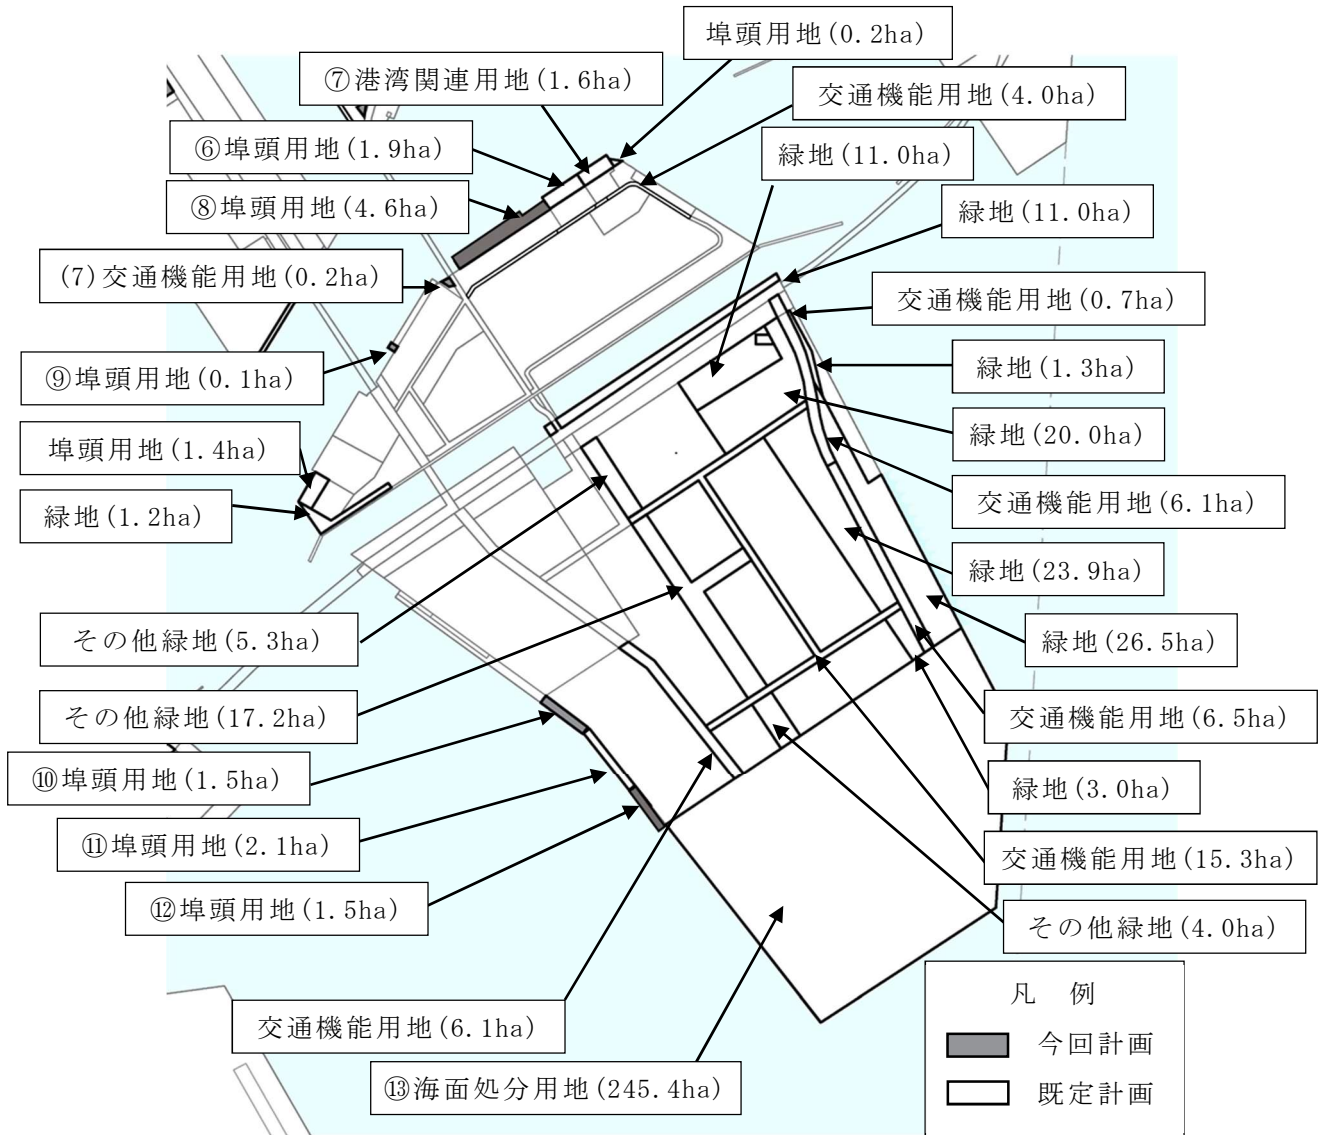 埠頭用地(0.2ha)
⑦港湾関連用地(1.6ha)
交通機能用地(4.0ha)
⑥埠頭用地(1.9ha)
緑地(11.0ha)
⑧埠頭用地(4.6ha)
緑地(11.0ha)
(7)交通機能用地(0.2ha)
交通機能用地(0.7ha)
⑨埠頭用地(0.1ha)
緑地(1.3ha)
緑地(20.0ha)
埠頭用地(1.4ha)
交通機能用地(6.1ha)
緑地(1.2ha)
緑地(23.9ha)
その他緑地(5.3ha)
緑地(26.5ha)
その他緑地(17.2ha)
交通機能用地(6.5ha)
⑩埠頭用地(1.5ha)
緑地(3.0ha)
⑪埠頭用地(2.1ha)
交通機能用地(15.3ha)
⑫埠頭用地(1.5ha)
その他緑地(4.0ha)
交通機能用地(6.1ha)
⑬海面処分用地(245.4ha)
凡 例
今回計画
既定計画